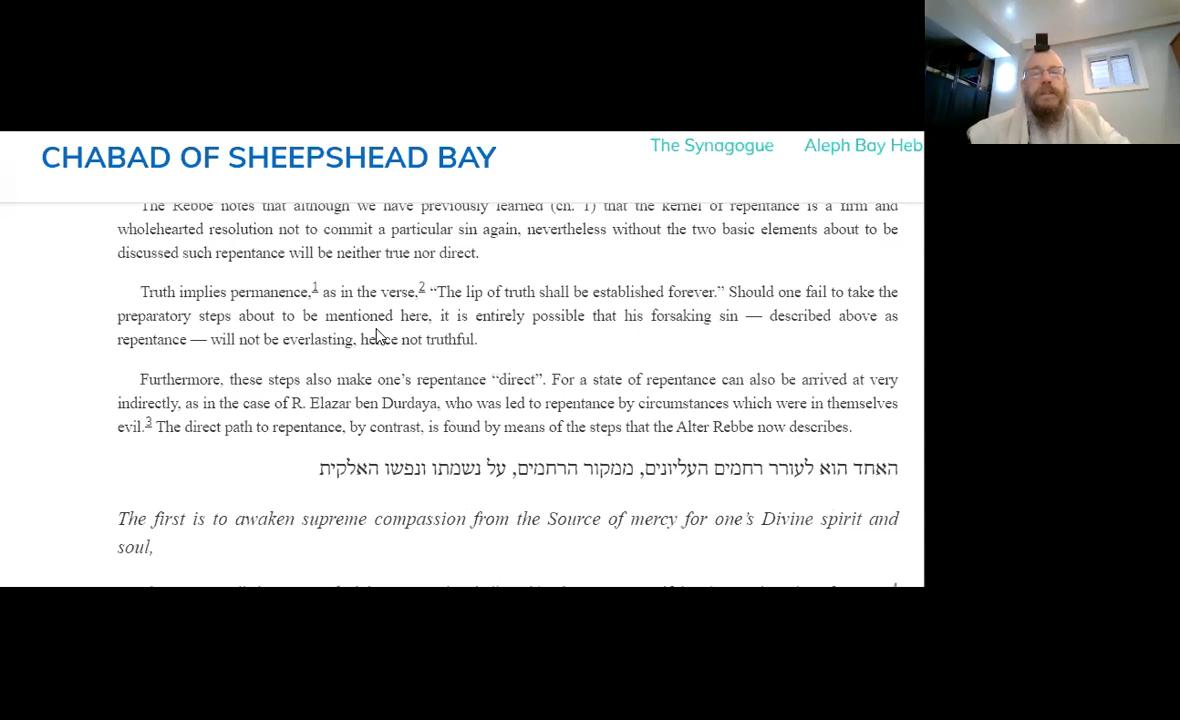 CHABAD OF SHEEPSHEAD BAY
The Synagogue
Aleph Bay Heb
The Rebbe notes that although we have previously learned (ch. 1) that the kernel of repentance is a firm and
wholehearted resolution not to commit a particular sin again, nevertheless without the two basic elements about to be
discussed such repentance will be neither true nor direct.
Truth implies permanence,1 as in the verse,2 “The lip of truth shall be established forever.” Should one fail to take the
preparatory steps about to be mentioned here, it is entirely possible that his forsaking sin — described above as
repentance — will not be everlasting, hence not truthful.
Furthermore, these steps also make one’s repentance “direct”. For a state of repentance can also be arrived at very
indirectly, as in the case of R. Elazar ben Durdaya, who was led to repentance by circumstances which were in themselves
evil.3 The direct path to repentance, by contrast, is found by means of the steps that the Alter Rebbe now describes.
האחד הוא לעורר רחמים העליונים, ממקור הרחמים, על נשמתו ונפשו האלקית
The first is to awaken supreme compassion from the Source of mercy for one’s Divine spirit and
soul,